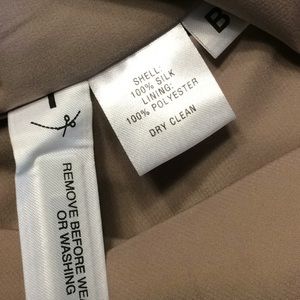 B
SHELL:
100% SILK
LINING:
100% POLYESTER
DRY CLEAN
REMOVE BEFORE WE
OR WASHING